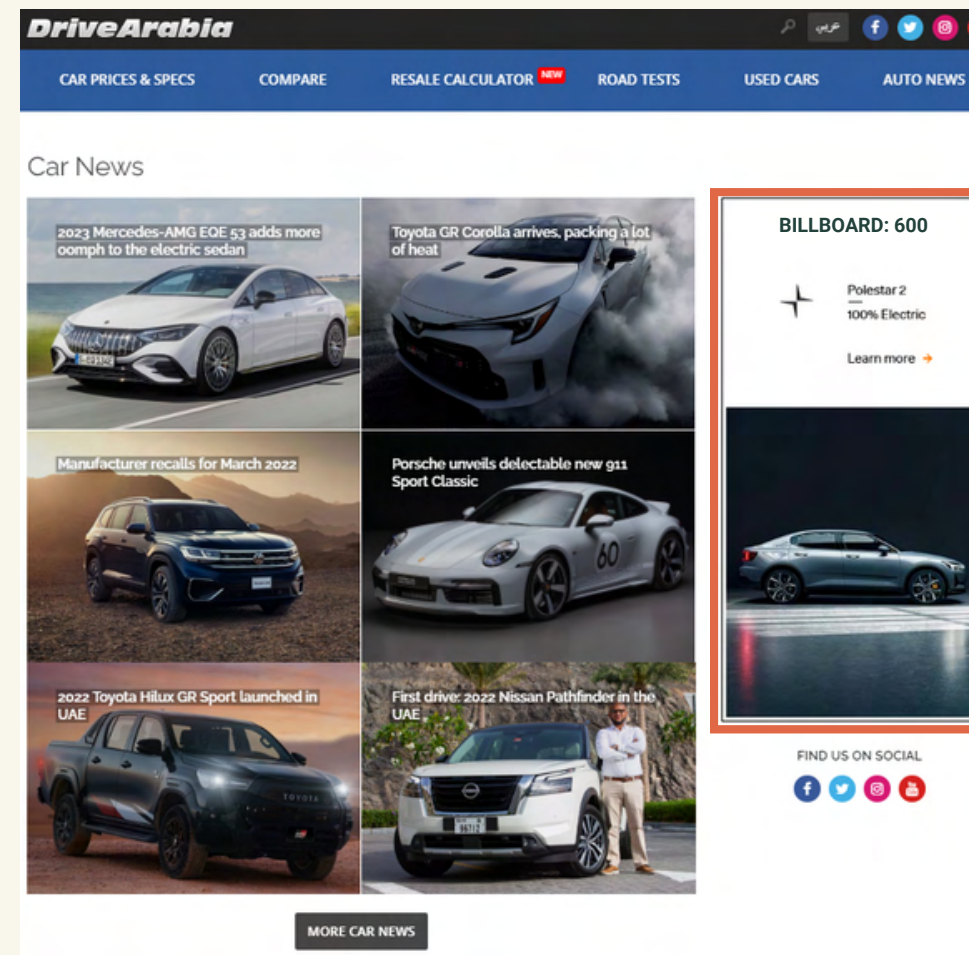 DriveArabia
عربي
CAR PRICES & SPECS
COMPARE
RESALE CALCULATOR NEW
ROAD TESTS
USED CARS
AUTO NEWS
Car News
2023 Mercedes-AMG EQE 53 adds more
oomph to the electric sedan
Toyota GR Corolla arrives, packing a lot
of heat
Manufacturer recalls for March 2022
Porsche unveils delectable new 911
Sport Classic
60
2022 Toyota Hilux GR Sport launched in
UAE
TOYOTA
First drive: 2022 Nissan Pathfinder in the
UAE
BILLBOARD: 600
Polestar 2
100% Electric
Learn more →
FIND US ON SOCIAL
MORE CAR NEWS